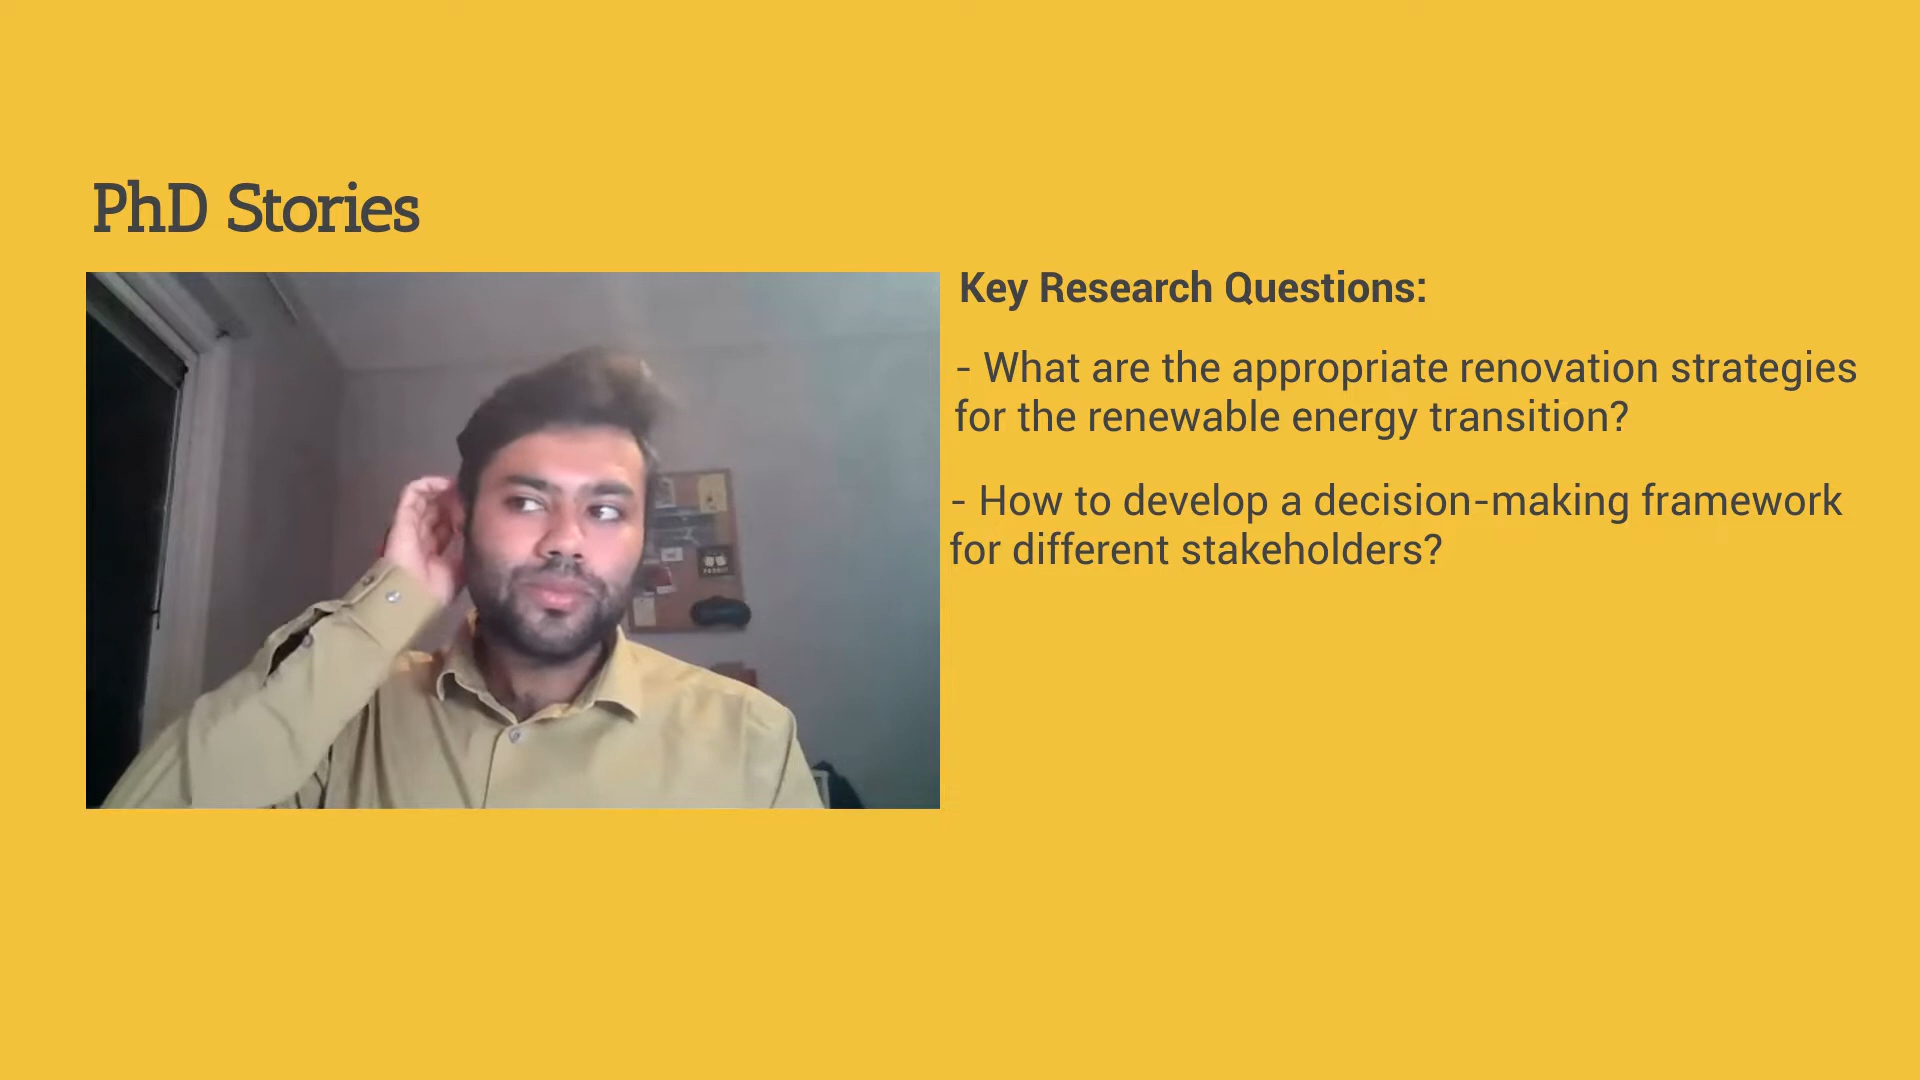 PhD Stories
Key Research Questions:
- What are the appropriate renovation strategies
for the renewable energy transition?
- How to develop a decision-making framework
for different stakeholders?